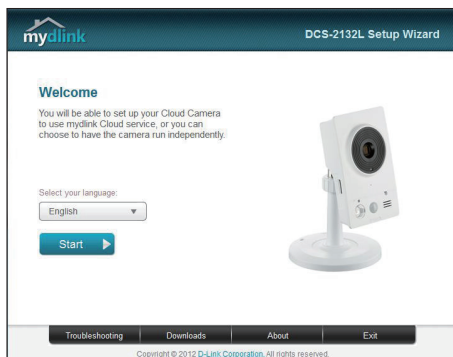 mydlink
DCS-2132L Setup Wizard
Welcome
You will be able to set up your Cloud Camera
to use mydlink Cloud service, or you can
choose to have the camera run independently.
Select your language:
English
Start
Troubleshooting Downloads About Exit
Copyright © 2012 D-Link Corporation. All rights reserved.